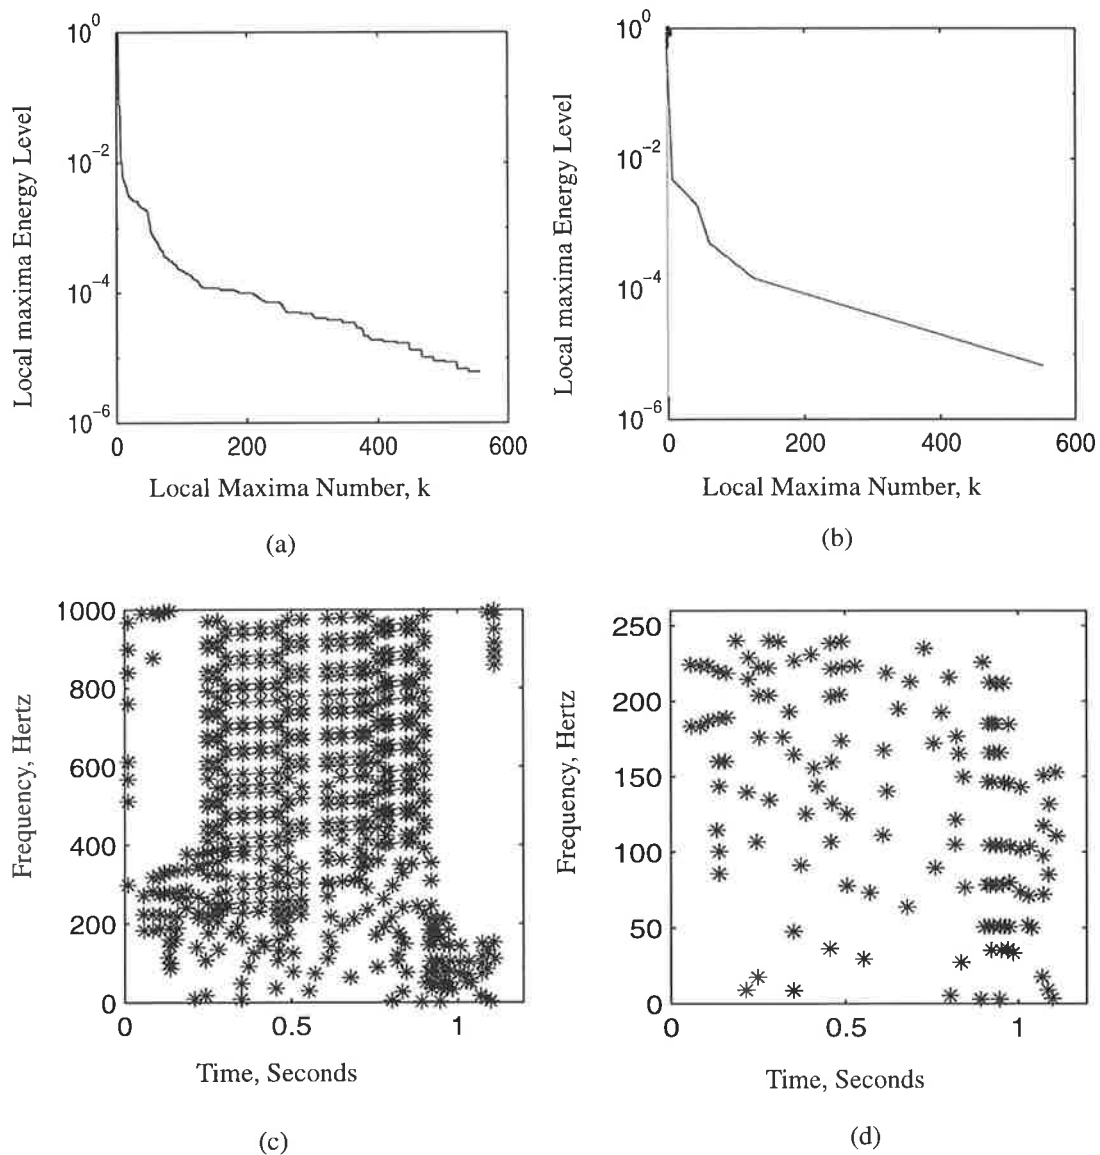 10^0
10^-2
10^-4
10^-6
0
200
400
600
Local maxima Energy Level
Local Maxima Number, k
(a)
10^0
10^-2
10^-4
10^-6
0
200
400
600
Local maxima Energy Level
Local Maxima Number, k
(b)
1000
800
600
400
200
0
0
0.5
1
Frequency, Hertz
Time, Seconds
(c)
250
200
150
100
50
0
0
0.5
1
Frequency, Hertz
Time, Seconds
(d)